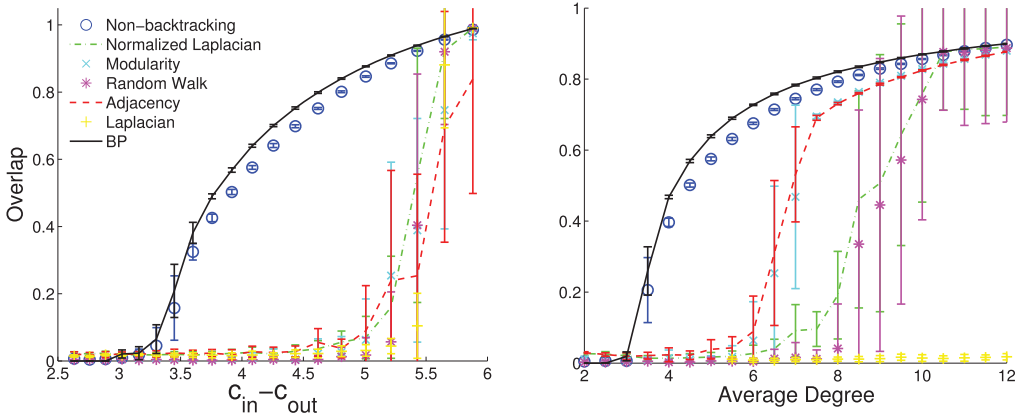 1
0.8
0.6
0.4
0.2
0
Overlap
Non−backtracking
Normalized Laplacian
Modularity
Random Walk
Adjacency
Laplacian
BP
2.5 3 3.5 4 4.5 5 5.5 6
c_in−c_out
1
0.8
0.6
0.4
0.2
0
2 4 6 8 10 12
Average Degree